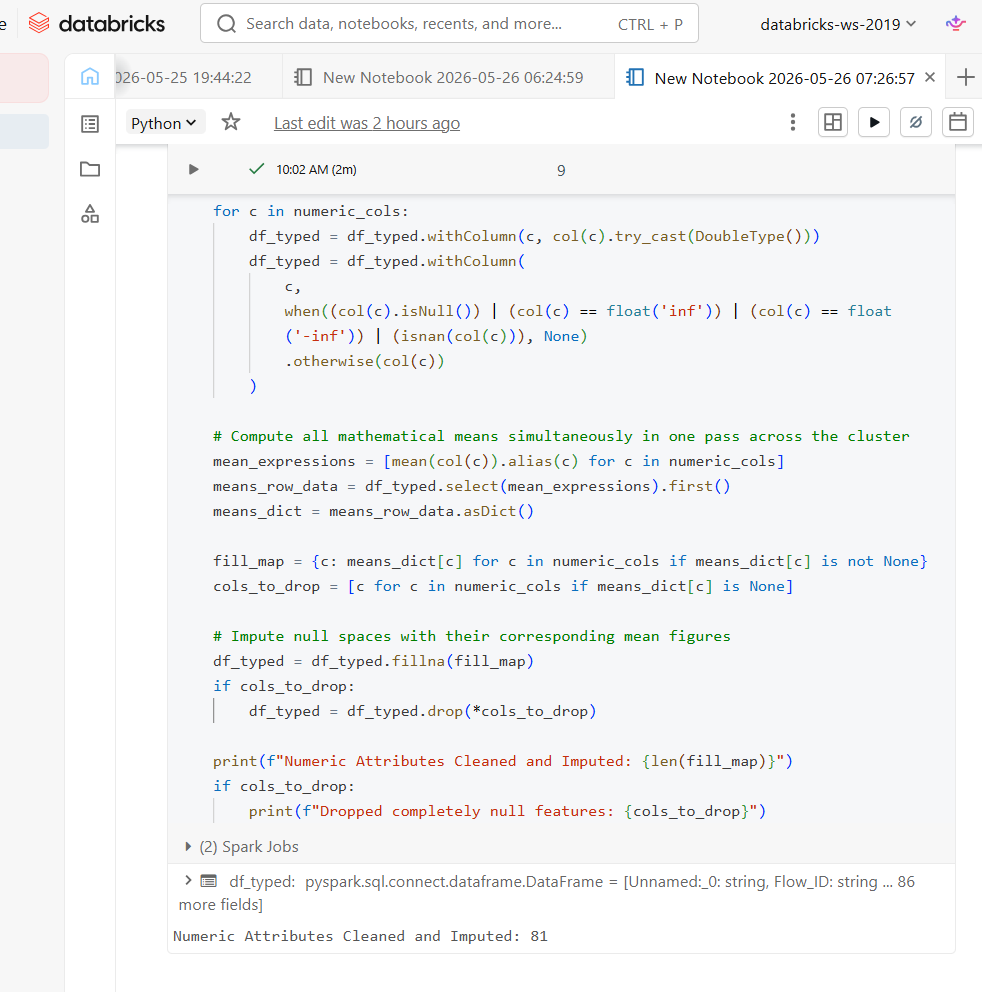 e
databricks
Search data, notebooks, recents, and more...
CTRL + P
databricks-ws-2019
026-05-25 19:44:22
New Notebook 2026-05-26 06:24:59
New Notebook 2026-05-26 07:26:57
Python
Last edit was 2 hours ago
10:02 AM (2m)
9
for c in numeric_cols:
    df_typed = df_typed.withColumn(c, col(c).try_cast(DoubleType()))
    df_typed = df_typed.withColumn(
        c,
        when((col(c).isNull()) | (col(c) == float('inf')) | (col(c) == float
        ('-inf')) | (isnan(col(c))), None)
        .otherwise(col(c))
    )
# Compute all mathematical means simultaneously in one pass across the cluster
mean_expressions = [mean(col(c)).alias(c) for c in numeric_cols]
means_row_data = df_typed.select(mean_expressions).first()
means_dict = means_row_data.asDict()
fill_map = {c: means_dict[c] for c in numeric_cols if means_dict[c] is not None}
cols_to_drop = [c for c in numeric_cols if means_dict[c] is None]
# Impute null spaces with their corresponding mean figures
df_typed = df_typed.fillna(fill_map)
if cols_to_drop:
    df_typed = df_typed.drop(*cols_to_drop)
print(f"Numeric Attributes Cleaned and Imputed: {len(fill_map)}")
if cols_to_drop:
    print(f"Dropped completely null features: {cols_to_drop}")
(2) Spark Jobs
df_typed: pyspark.sql.connect.dataframe.DataFrame = [Unnamed:_0: string, Flow_ID: string ... 86
more fields]
Numeric Attributes Cleaned and Imputed: 81